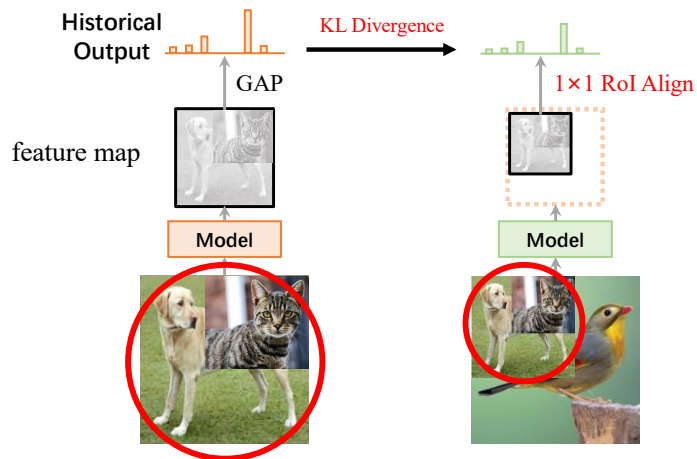 Historical
Output
KL Divergence
GAP
1×1 RoI Align
feature map
Model
Model